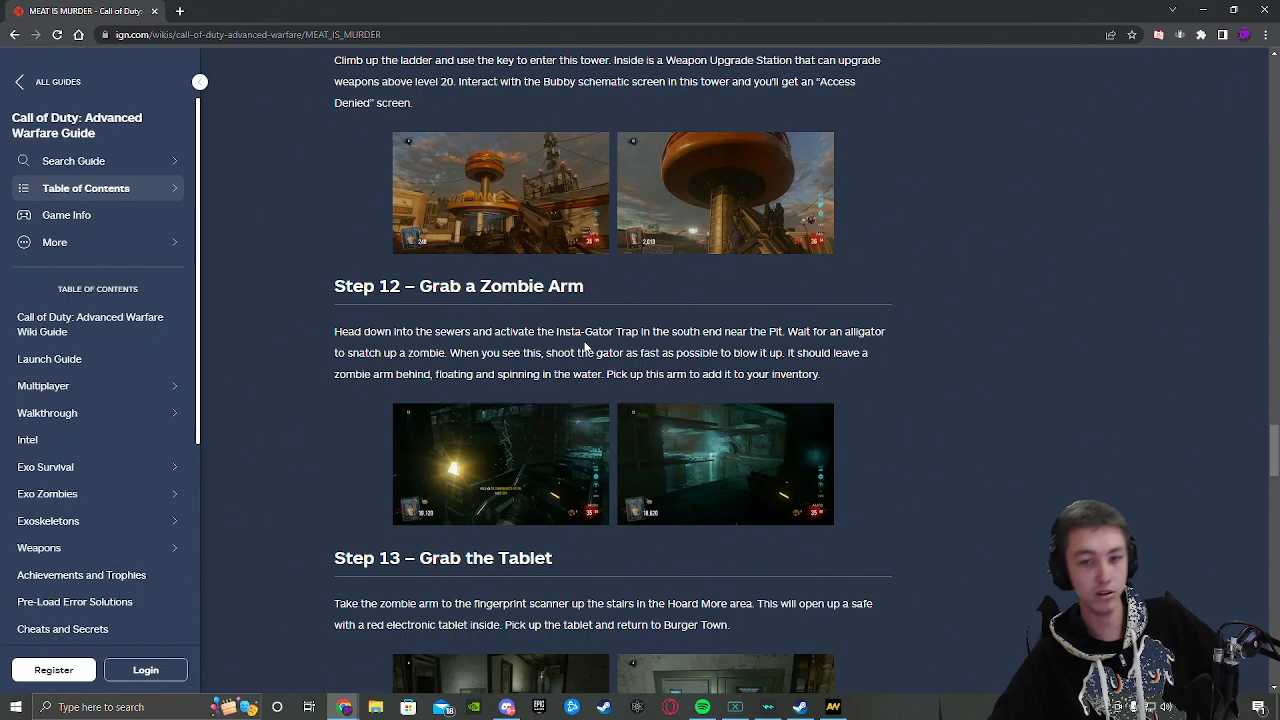 MEAT IS MURDER - Call of Duty:
ign.com/wikis/call-of-duty-advanced-warfare/MEAT_IS_MURDER
ALL GUIDES
Call of Duty: Advanced
Warfare Guide
Search Guide
Table of Contents
Game Info
More
TABLE OF CONTENTS
Call of Duty: Advanced Warfare
Wiki Guide
Launch Guide
Multiplayer
Walkthrough
Intel
Exo Survival
Exo Zombies
Exoskeletons
Weapons
Achievements and Trophies
Pre-Load Error Solutions
Cheats and Secrets
Register
Login
Climb up the ladder and use the key to enter this tower. Inside is a Weapon Upgrade Station that can upgrade
weapons above level 20. Interact with the Bubby schematic screen in this tower and you'll get an “Access
Denied” screen.
240
35
2,010
38
Step 12 – Grab a Zombie Arm
Head down into the sewers and activate the Insta-Gator Trap in the south end near the Pit. Wait for an alligator
to snatch up a zombie. When you see this, shoot the gator as fast as possible to blow it up. It should leave a
zombie arm behind, floating and spinning in the water. Pick up this arm to add it to your inventory.
35
18,620
35
Step 13 – Grab the Tablet
Take the zombie arm to the fingerprint scanner up the stairs in the Hoard More area. This will open up a safe
with a red electronic tablet inside. Pick up the tablet and return to Burger Town.
Type here to search
EPIC